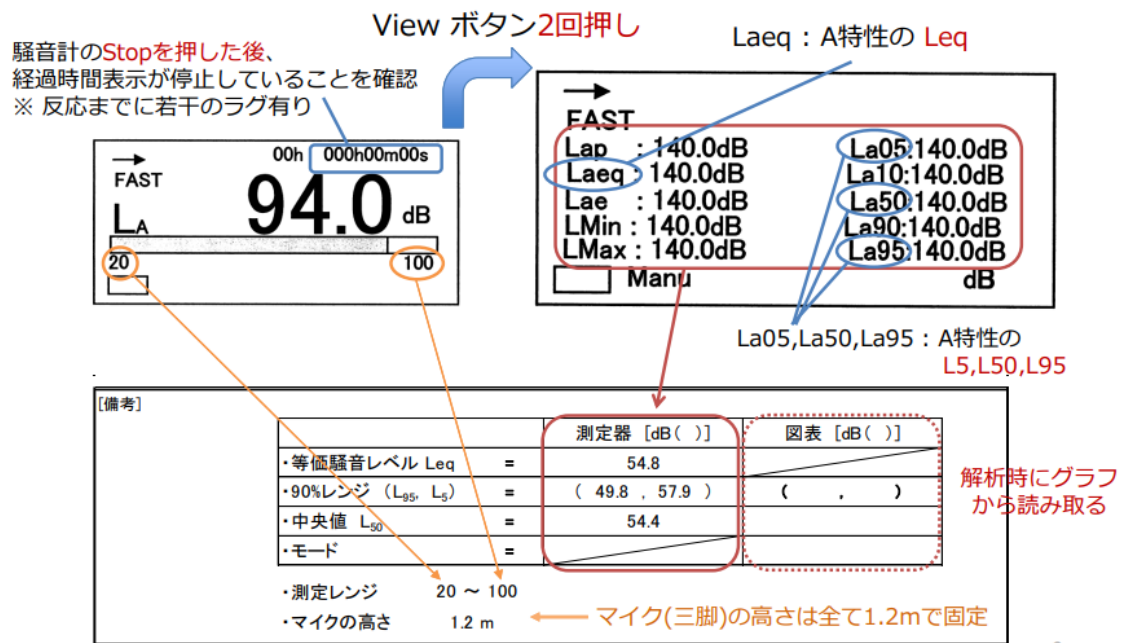 View ボタン2回押し
騒音計のStopを押した後、
経過時間表示が停止していることを確認
※ 反応までに若干のラグ有り
Laeq : A特性の Leq
→
00h 000h00m00s
FAST
LA 94.0 dB
20 100
→
FAST
Lap : 140.0dB La05:140.0dB
Laeq : 140.0dB La10:140.0dB
Lae : 140.0dB La50:140.0dB
LMin : 140.0dB La90:140.0dB
LMax : 140.0dB La95:140.0dB
Manu dB
La05,La50,La95 : A特性の
L5,L50,L95
[備考]
測定器 [dB( )] 図表 [dB( )]
・等価騒音レベル Leq = 54.8
・90%レンジ (L95, L5) = ( 49.8 , 57.9 ) ( , )
・中央値 L50 = 54.4
・モード =
解析時にグラフ
から読み取る
・測定レンジ 20 ~ 100
・マイクの高さ 1.2 m
マイク(三脚)の高さは全て1.2mで固定